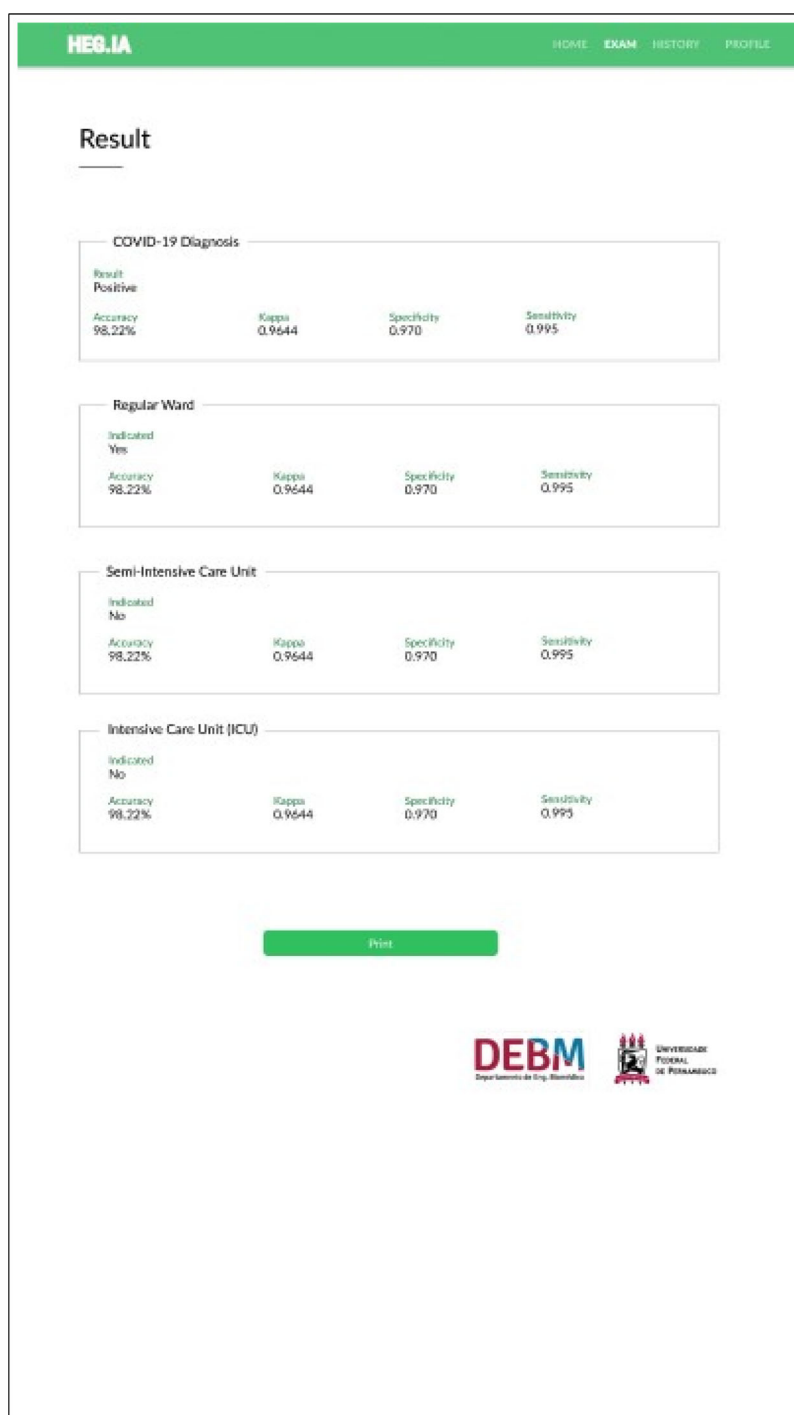 HEG.IA HOME EXAM HISTORY PROFILE
Result
COVID-19 Diagnosis
Result
Positive
Accuracy Kappa Specificity Sensitivity
98.22% 0.9644 0.970 0.995
Regular Ward
Indicated
Yes
Accuracy Kappa Specificity Sensitivity
98.22% 0.9644 0.970 0.995
Semi-Intensive Care Unit
Indicated
No
Accuracy Kappa Specificity Sensitivity
98.22% 0.9644 0.970 0.995
Intensive Care Unit (ICU)
Indicated
No
Accuracy Kappa Specificity Sensitivity
98.22% 0.9644 0.970 0.995
Print
DEBM
Departamento de Eng. Biomédica
Universidade
Federal
de Pernambuco